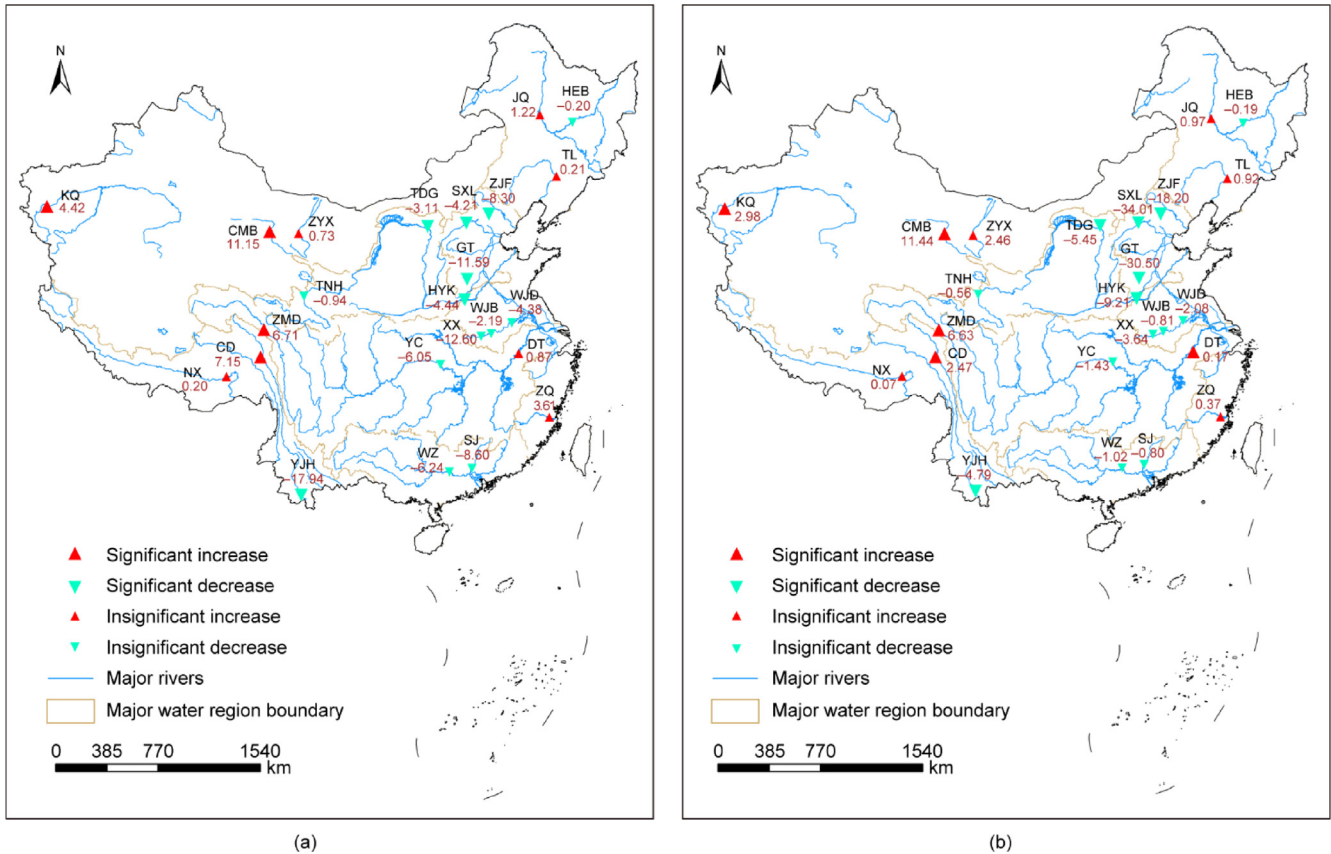 N
JQ
1.22
HEB
–0.20
TL
0.21
ZJF
–8.30
SXL
–4.21
TDG
–3.11
KQ
4.42
CMB
11.15
ZYX
0.73
GT
–11.59
TNH
–0.94
HYK
–4.44
WJB
–2.19
WJD
–4.38
ZMD
6.71
XX
–12.60
CD
7.15
YC
–6.05
DT
0.87
NX
0.20
ZQ
3.61
SJ
–8.60
WZ
–6.24
YJH
–17.94
Significant increase
Significant decrease
Insignificant increase
Insignificant decrease
Major rivers
Major water region boundary
0 385 770 1540
km
(a)
N
JQ
0.97
HEB
–0.19
TL
0.92
ZJF
–18.20
SXL
–34.01
TDG
–5.45
KQ
2.98
CMB
11.44
ZYX
2.46
GT
–30.50
TNH
–0.56
HYK
–9.21
WJB
–0.81
WJD
–2.08
ZMD
6.63
XX
–3.64
CD
2.47
YC
–1.43
DT
0.17
NX
0.07
ZQ
0.37
SJ
–0.80
WZ
–1.02
YJH
4.79
Significant increase
Significant decrease
Insignificant increase
Insignificant decrease
Major rivers
Major water region boundary
0 385 770 1540
km
(b)